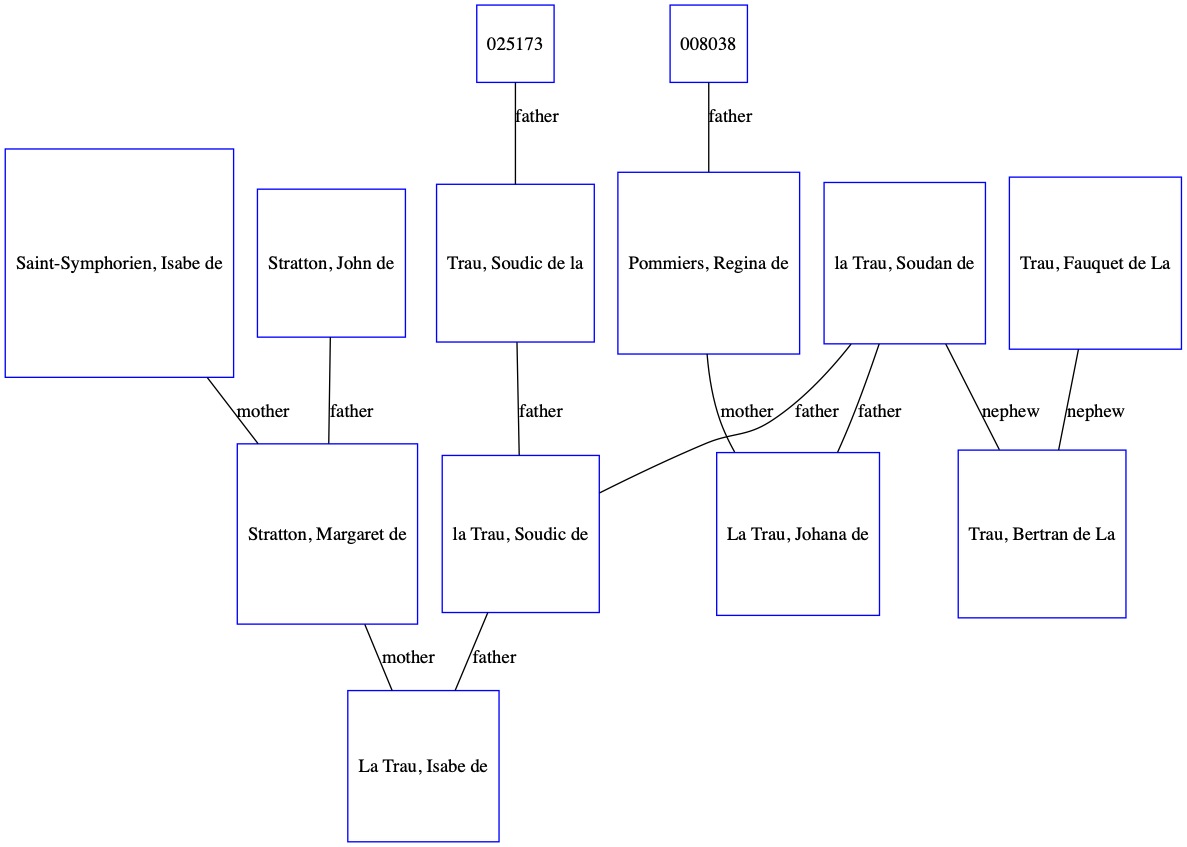 025173
008038
father
father
Saint-Symphorien, Isabe de
Stratton, John de
Trau, Soudic de la
Pommiers, Regina de
la Trau, Soudan de
Trau, Fauquet de La
mother
father
father
mother
father
father
nephew
nephew
Stratton, Margaret de
la Trau, Soudic de
La Trau, Johana de
Trau, Bertran de La
mother
father
La Trau, Isabe de